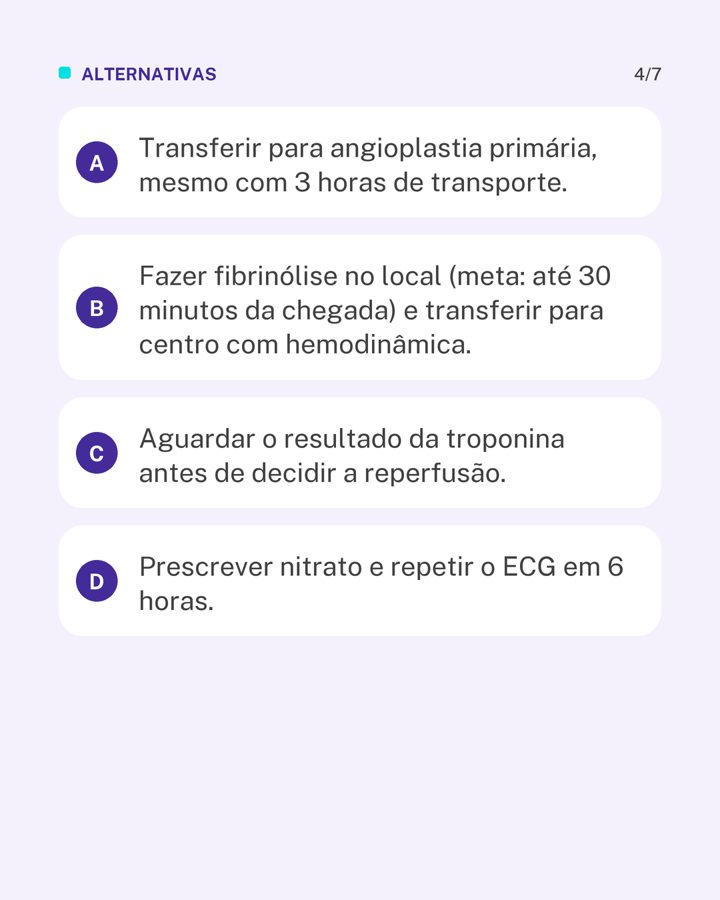 ALTERNATIVAS
4/7
A
Transferir para angioplastia primária,
mesmo com 3 horas de transporte.
B
Fazer fibrinólise no local (meta: até 30
minutos da chegada) e transferir para
centro com hemodinâmica.
C
Aguardar o resultado da troponina
antes de decidir a reperfusão.
D
Prescrever nitrato e repetir o ECG em 6
horas.